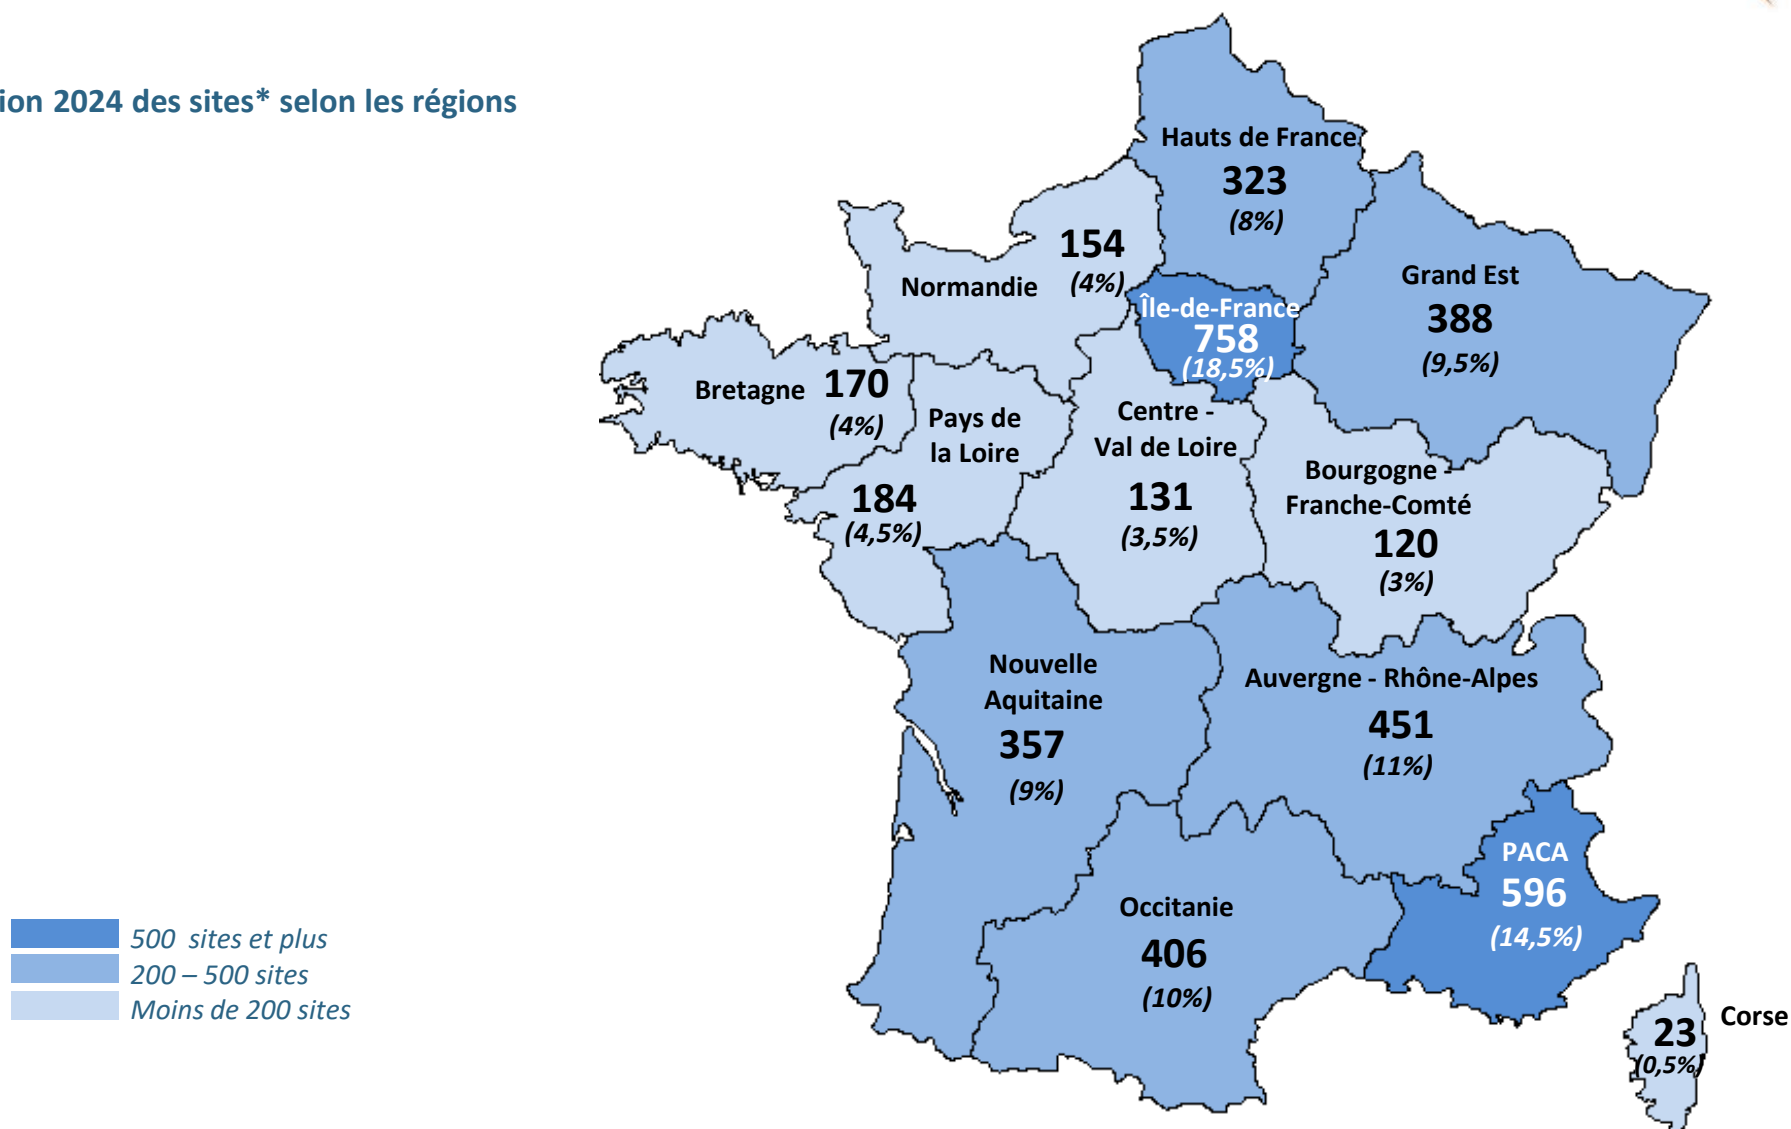 ion 2024 des sites* selon les régions
Hauts de France
323
(8%)
154
(4%)
Normandie
Grand Est
388
(9,5%)
Île-de-France
758
(18,5%)
Bretagne 170
(4%)
Pays de
la Loire
184
(4,5%)
Centre -
Val de Loire
131
(3,5%)
Bourgogne -
Franche-Comté
120
(3%)
Nouvelle
Aquitaine
357
(9%)
Auvergne - Rhône-Alpes
451
(11%)
PACA
596
(14,5%)
Occitanie
406
(10%)
Corse
23
(0,5%)
500 sites et plus
200 – 500 sites
Moins de 200 sites